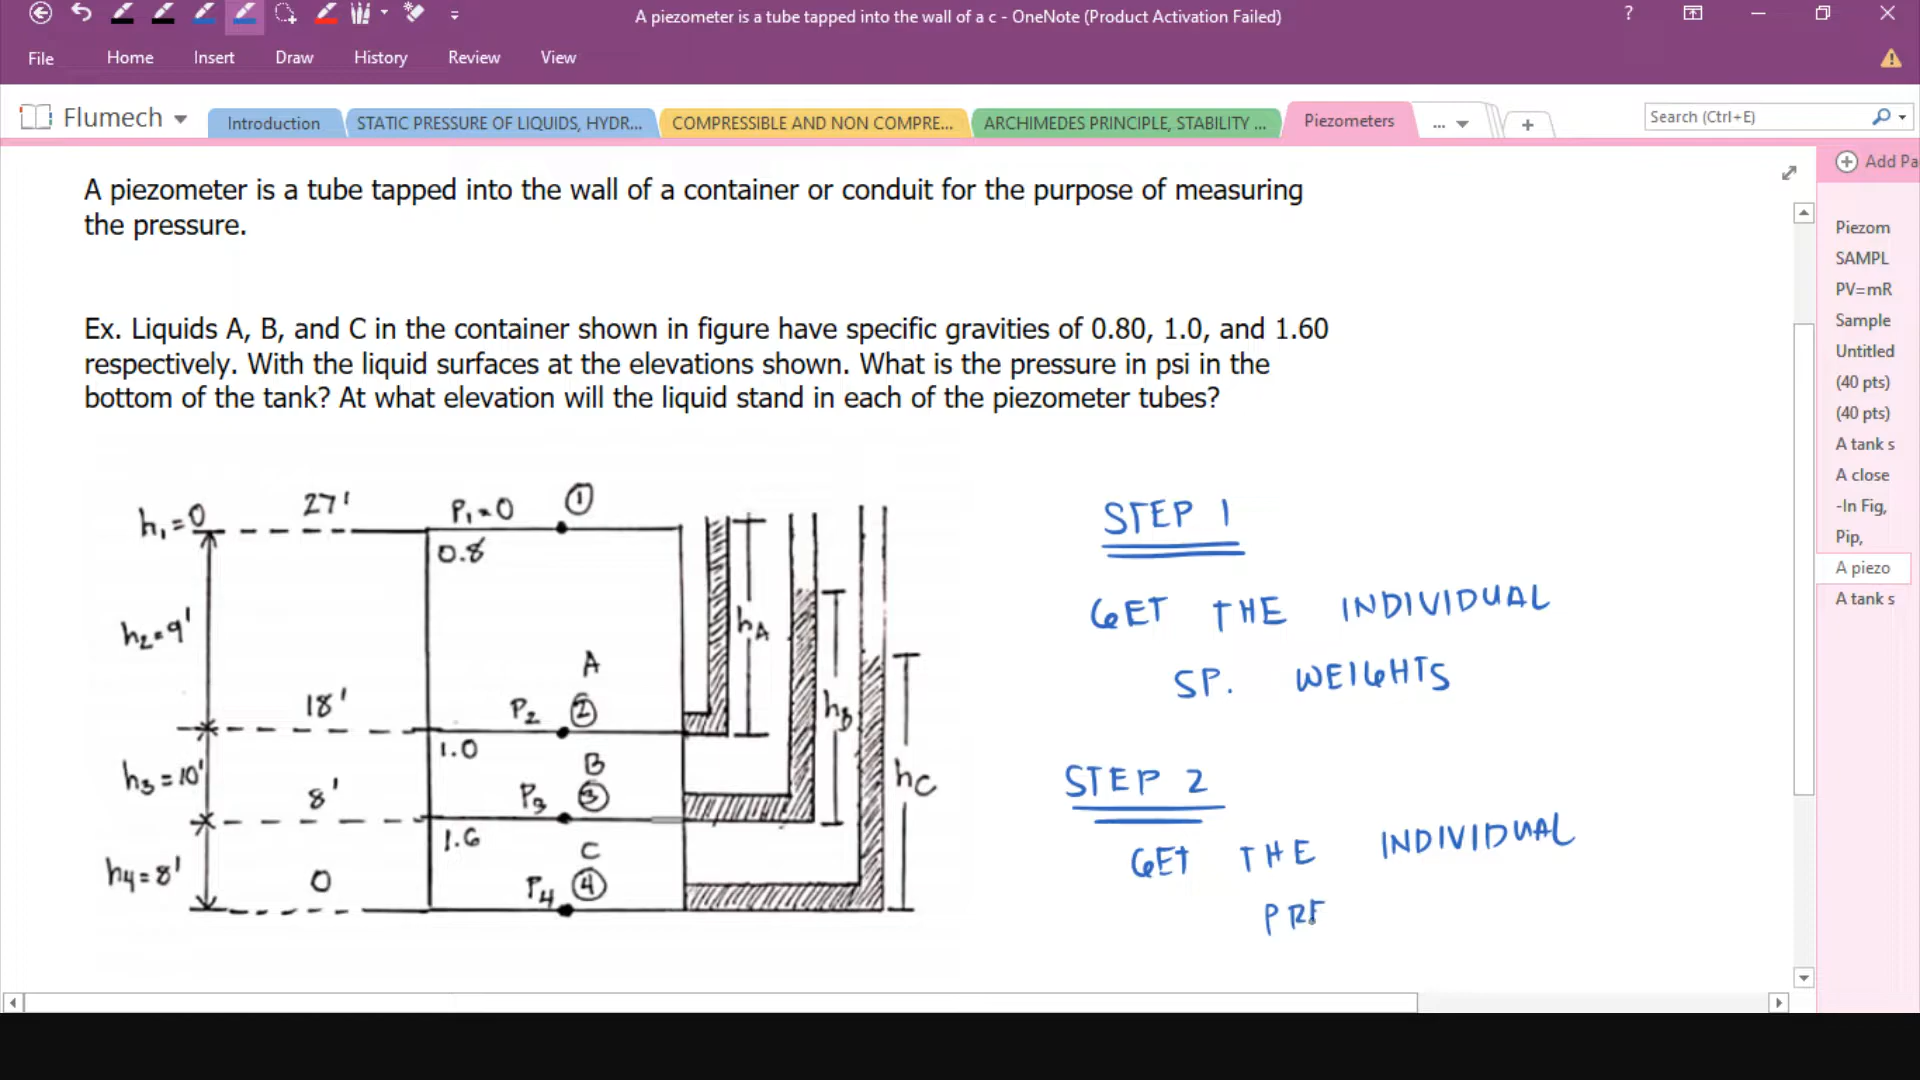 A piezometer is a tube tapped into the wall of a c - OneNote (Product Activation Failed)
?
File Home Insert Draw History Review View
Flumech
Introduction
STATIC PRESSURE OF LIQUIDS, HYDR...
COMPRESSIBLE AND NON COMPRE...
ARCHIMEDES PRINCIPLE, STABILITY ...
Piezometers
...
+
Search (Ctrl+E)
A piezometer is a tube tapped into the wall of a container or conduit for the purpose of measuring
the pressure.
Ex. Liquids A, B, and C in the container shown in figure have specific gravities of 0.80, 1.0, and 1.60
respectively. With the liquid surfaces at the elevations shown. What is the pressure in psi in the
bottom of the tank? At what elevation will the liquid stand in each of the piezometer tubes?
h₁=0 27' P₁=0 ①
0.8
h₂=9'
hA
A
18' P₂ ②
hB
1.0
B
h₃=10' 8' P₃ ③
hC
1.6
C
h4=8' 0 P4 ④
STEP 1
GET THE INDIVIDUAL
SP. WEIGHTS
STEP 2
GET THE INDIVIDUAL
PRE
Add Pa
Piezom
SAMPL
PV=mR
Sample
Untitled
(40 pts)
(40 pts)
A tank s
A close
-In Fig,
Pip,
A piezo
A tank s